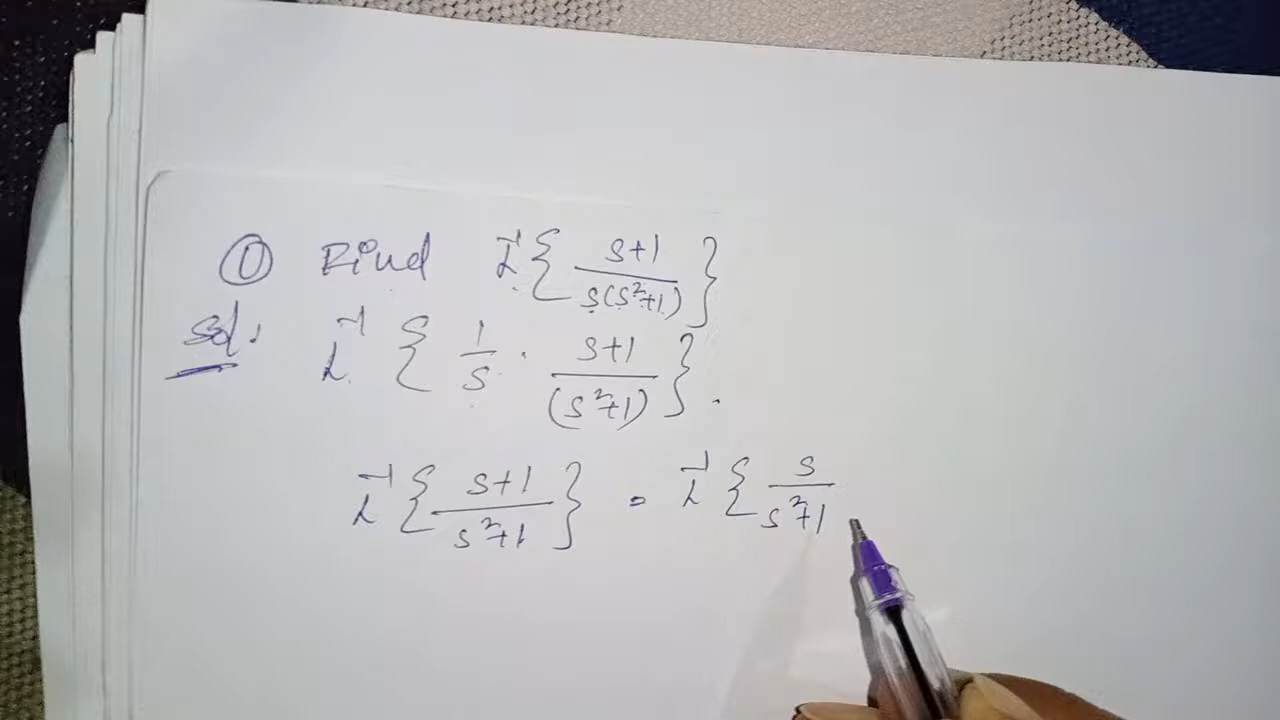 ① Find L⁻¹{ (s+1)/(s(s²+1)) }
Sol: L⁻¹{ 1/s · (s+1)/((s²+1)) }.
L⁻¹{ (s+1)/(s²+1) } = L⁻¹{ s/(s²+1)